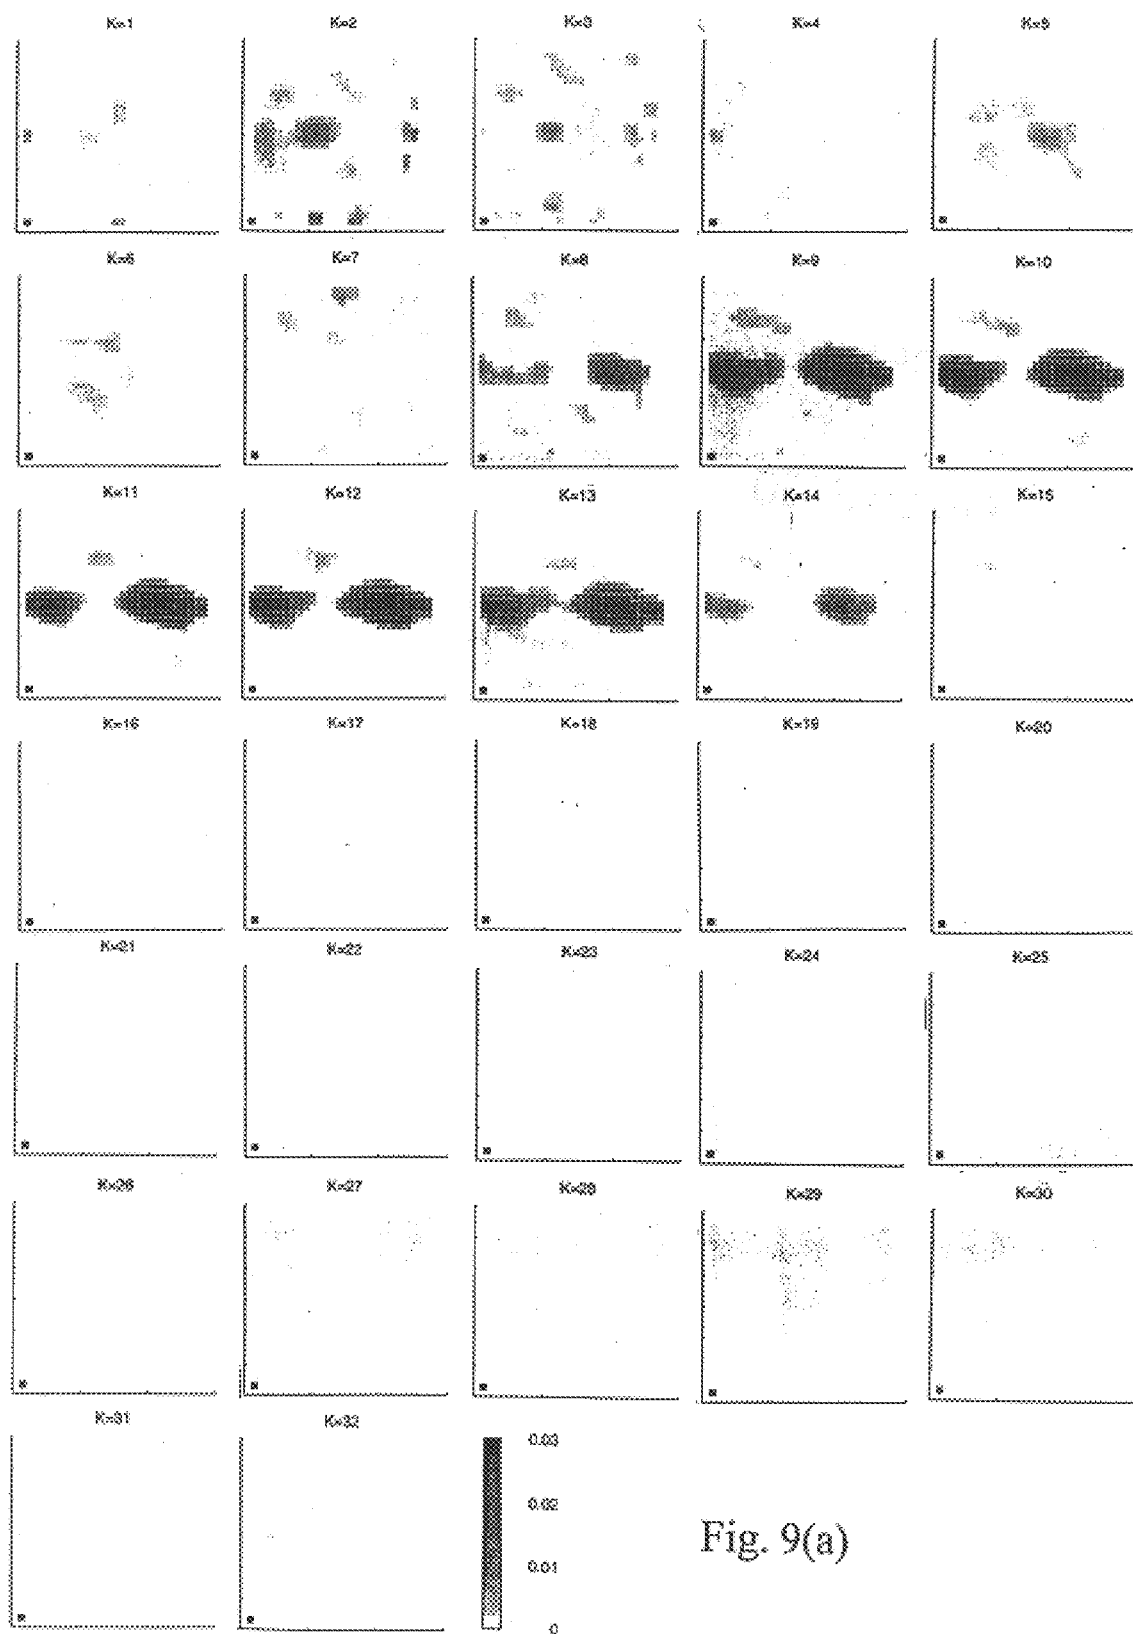 K=1 K=2 K=3 K=4 K=5
K=6 K=7 K=8 K=9 K=10
K=11 K=12 K=13 K=14 K=15
K=16 K=17 K=18 K=19 K=20
K=21 K=22 K=23 K=24 K=25
K=26 K=27 K=28 K=29 K=30
K=31 K=32
0.03
0.02
0.01
0
Fig. 9(a)